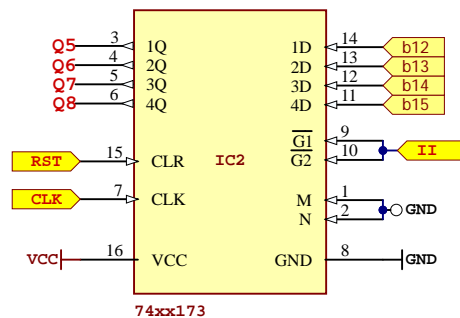 Q5 3 1Q 1D 14 b12
Q6 4 2Q 2D 13 b13
Q7 5 3Q 3D 12 b14
Q8 6 4Q 4D 11 b15
G1 9
G2 10 II
RST 15 CLR IC2
CLK 7 CLK
M 1
N 2 GND
VCC 16 VCC GND 8 GND
74xx173